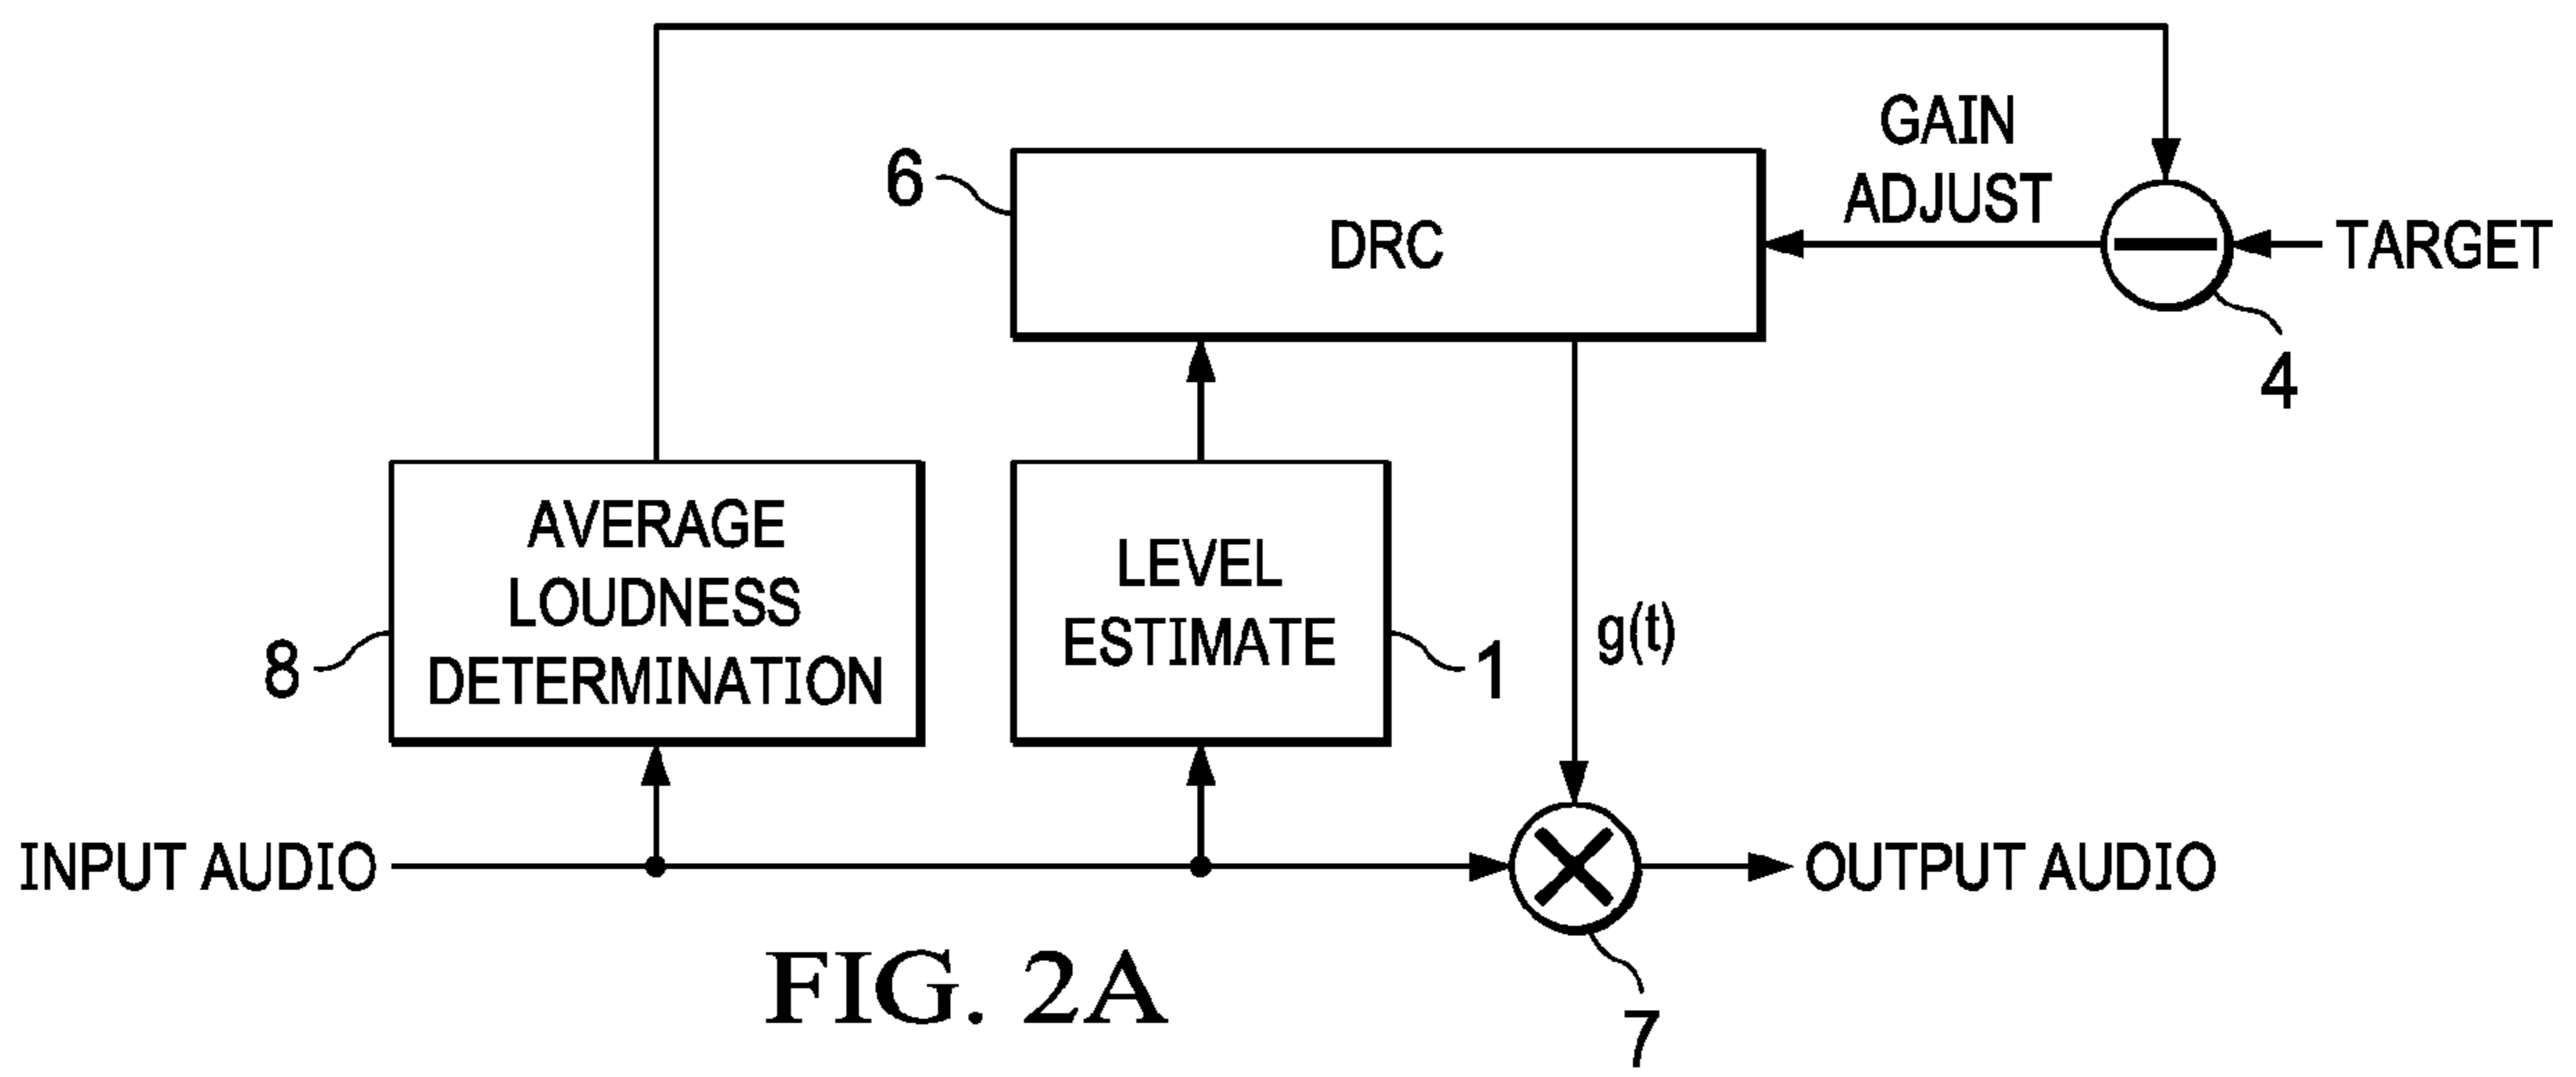 GAIN
ADJUST
6
DRC
TARGET
4
AVERAGE
LOUDNESS
DETERMINATION
8
LEVEL
ESTIMATE
1
g(t)
INPUT AUDIO
OUTPUT AUDIO
7
FIG. 2A